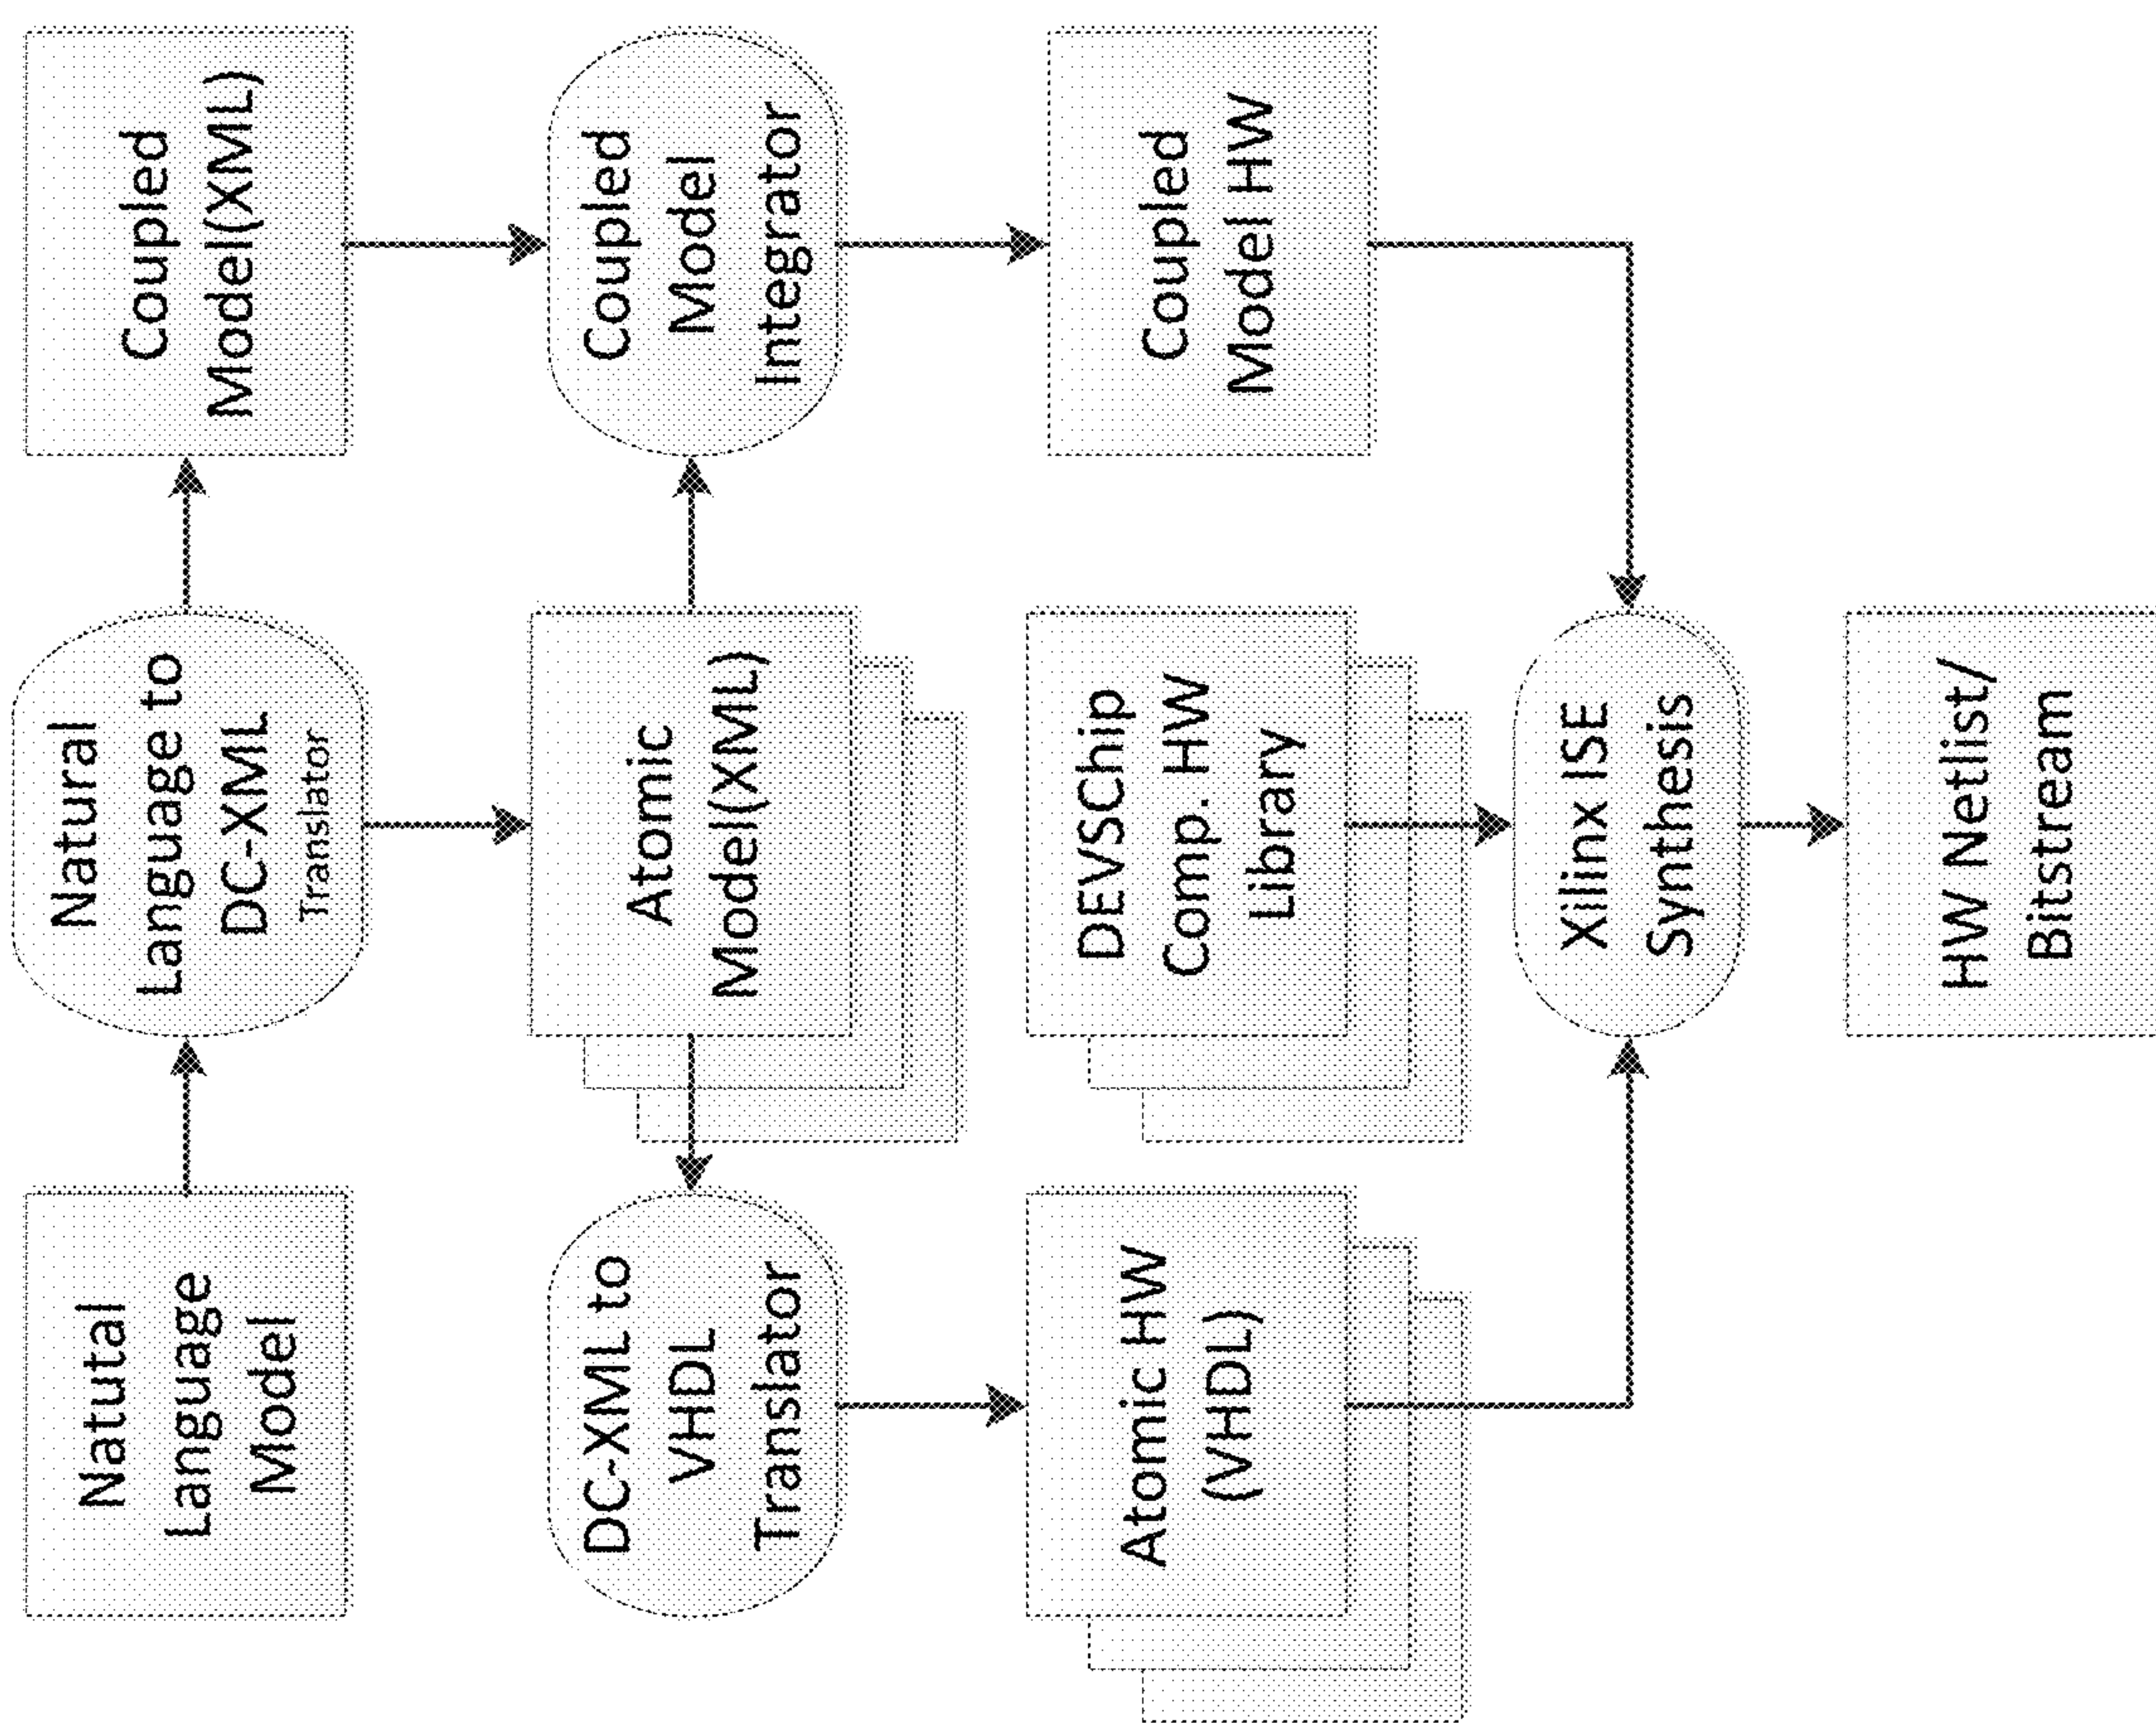 Natutal
Language
Model
Natural
Language to
DC-XML
Translator
Coupled
Model(XML)
DC-XML to
VHDL
Translator
Atomic
Model(XML)
Coupled
Model
Integrator
Atomic HW
(VHDL)
DEVSChip
Comp. HW
Library
Coupled
Model HW
Xilinx ISE
Synthesis
HW Netlist/
Bitstream